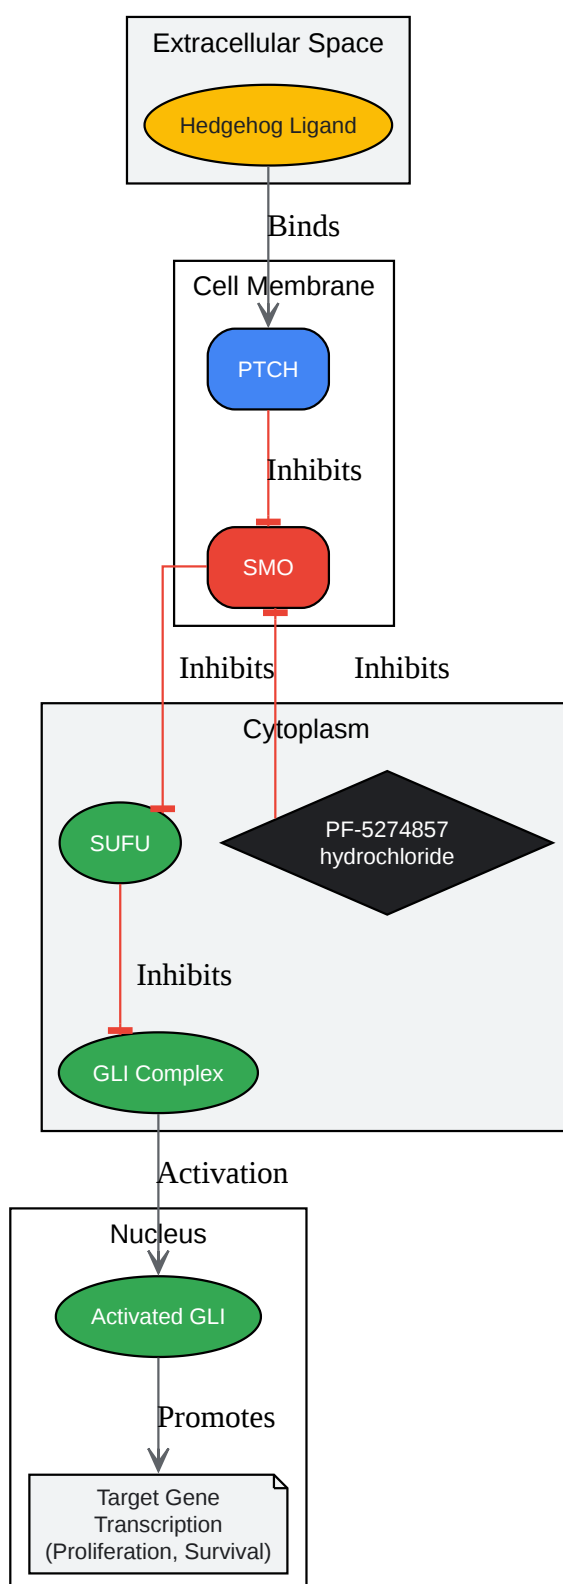 Extracellular Space
Hedgehog Ligand
Binds
Cell Membrane
PTCH
Inhibits
SMO
Inhibits
Inhibits
Cytoplasm
SUFU
PF-5274857
hydrochloride
Inhibits
GLI Complex
Activation
Nucleus
Activated GLI
Promotes
Target Gene
Transcription
(Proliferation, Survival)